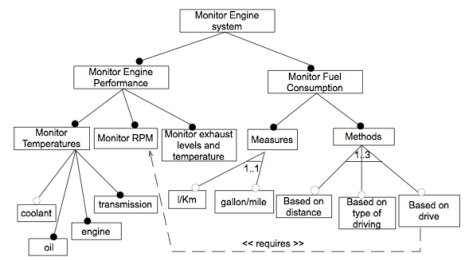 Monitor Engine
system
Monitor Engine
Performance
Monitor Fuel
Consumption
Monitor
Temperatures
Monitor RPM
Monitor exhaust
levels and
temperature
Measures
Methods
1..1
1..3
coolant
oil
engine
transmission
l/Km
gallon/mile
Based on
distance
Based on
type of
driving
Based on
drive
<< requires >>